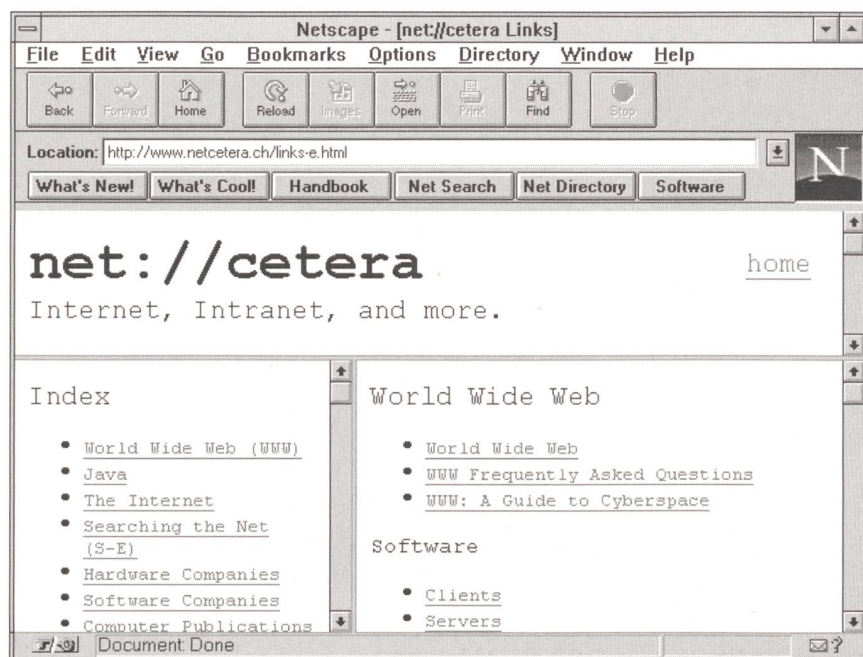 Netscape - [net://cetera Links]
File Edit View Go Bookmarks Options Directory Window Help
Back Forward Home Reload Images Open Print Find Stop
Location: http://www.netcetera.ch/links-e.html
N
What's New! What's Cool! Handbook Net Search Net Directory Software
net://cetera
home
Internet, Intranet, and more.
Index
World Wide Web (WWW)
Java
The Internet
Searching the Net
(S-E)
Hardware Companies
Software Companies
Computer Publications
World Wide Web
World Wide Web
WWW Frequently Asked Questions
WWW: A Guide to Cyberspace
Software
Clients
Servers
Document: Done
?